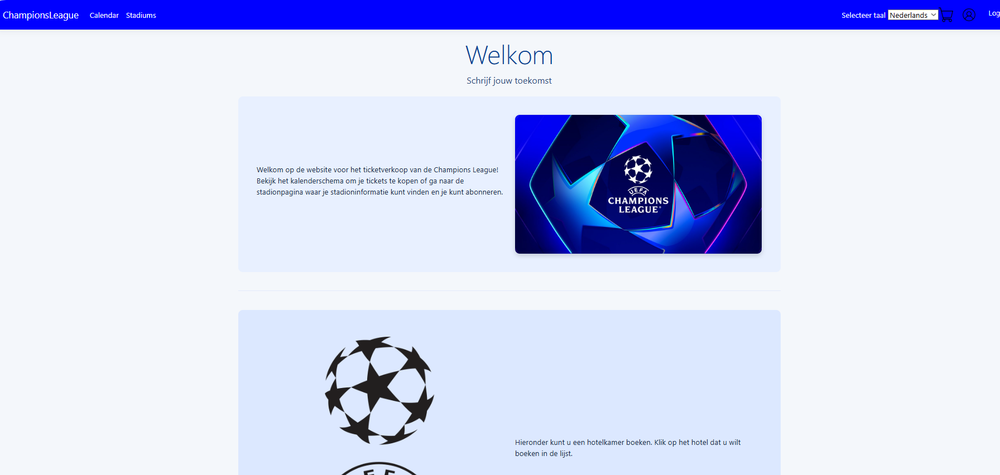 ChampionsLeague Calendar Stadiums Selecteer taal Nederlands
Welkom
Schrijf jouw toekomst
Welkom op de website voor het ticketverkoop van de Champions League!
Bekijk het kalenderschema om je tickets te kopen of ga naar de
stadionpagina waar je stadioninformatie kunt vinden en je kunt abonneren.
UEFA
CHAMPIONS
LEAGUE
Hieronder kunt u een hotelkamer boeken. Klik op het hotel dat u wilt
boeken in de lijst.